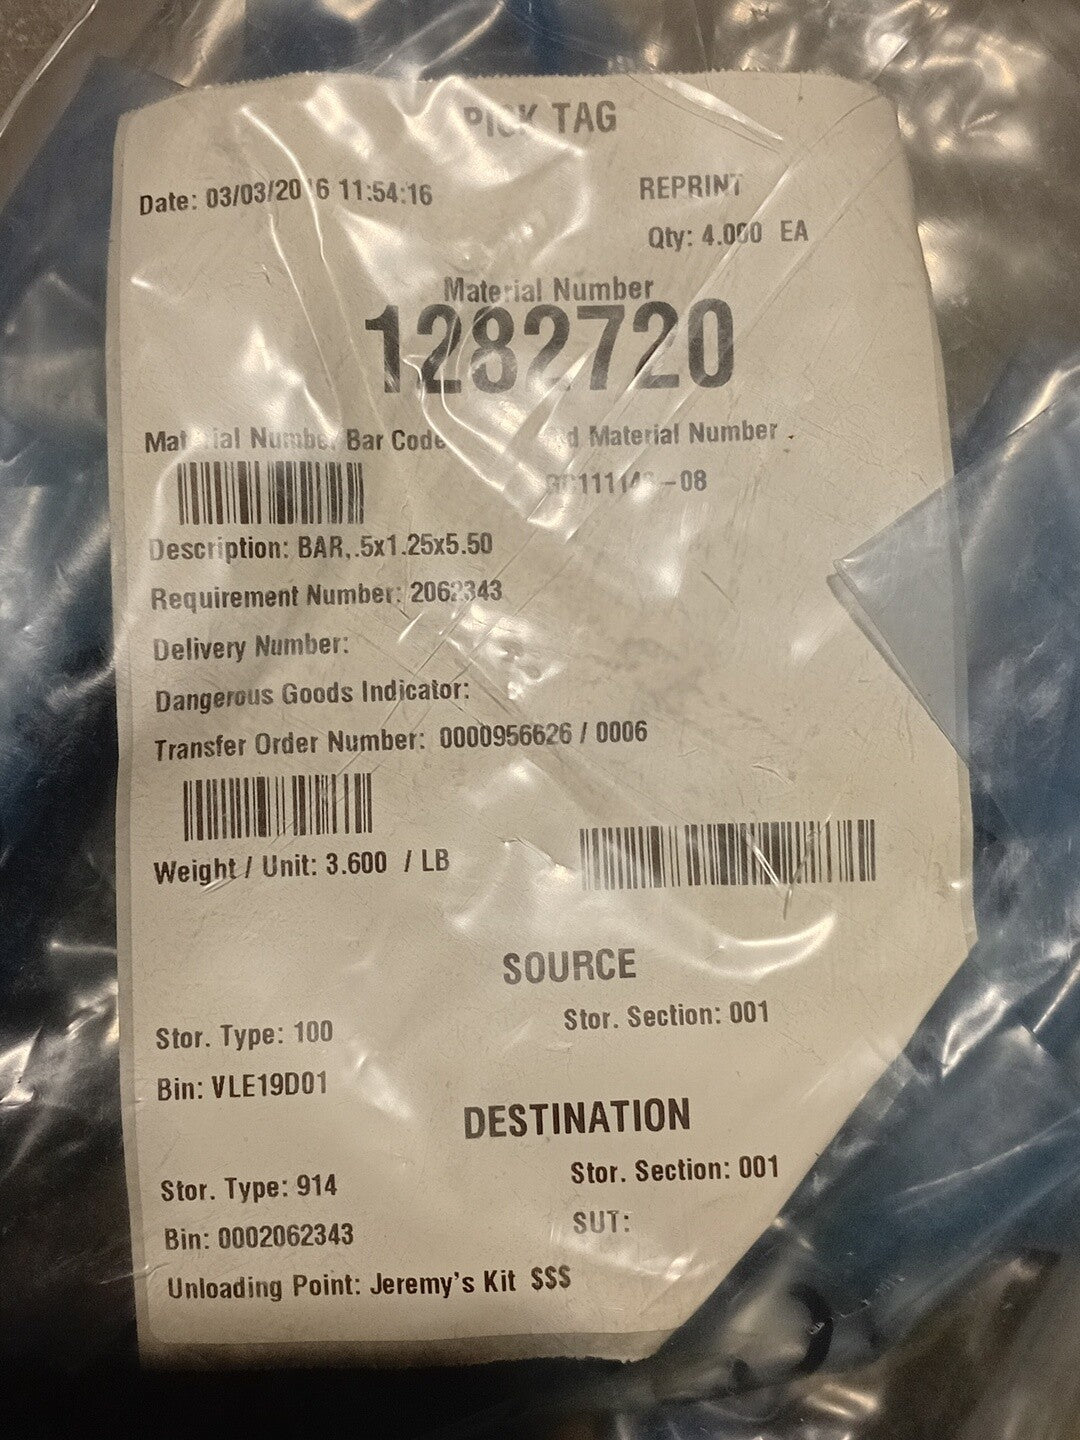 PICK TAG
Date: 03/03/2016 11:54:16
REPRINT
Qty: 4.000 EA
Material Number
1282720
Material Number Bar Code
Material Number
-08
Description: BAR,.5x1.25x5.50
Requirement Number: 2062343
Delivery Number:
Dangerous Goods Indicator:
Transfer Order Number: 0000956626 / 0006
Weight / Unit: 3.600 / LB
SOURCE
Stor. Type: 100
Stor. Section: 001
Bin: VLE19D01
DESTINATION
Stor. Type: 914
Stor. Section: 001
Bin: 0002062343
SUT:
Unloading Point: Jeremy's Kit $$$